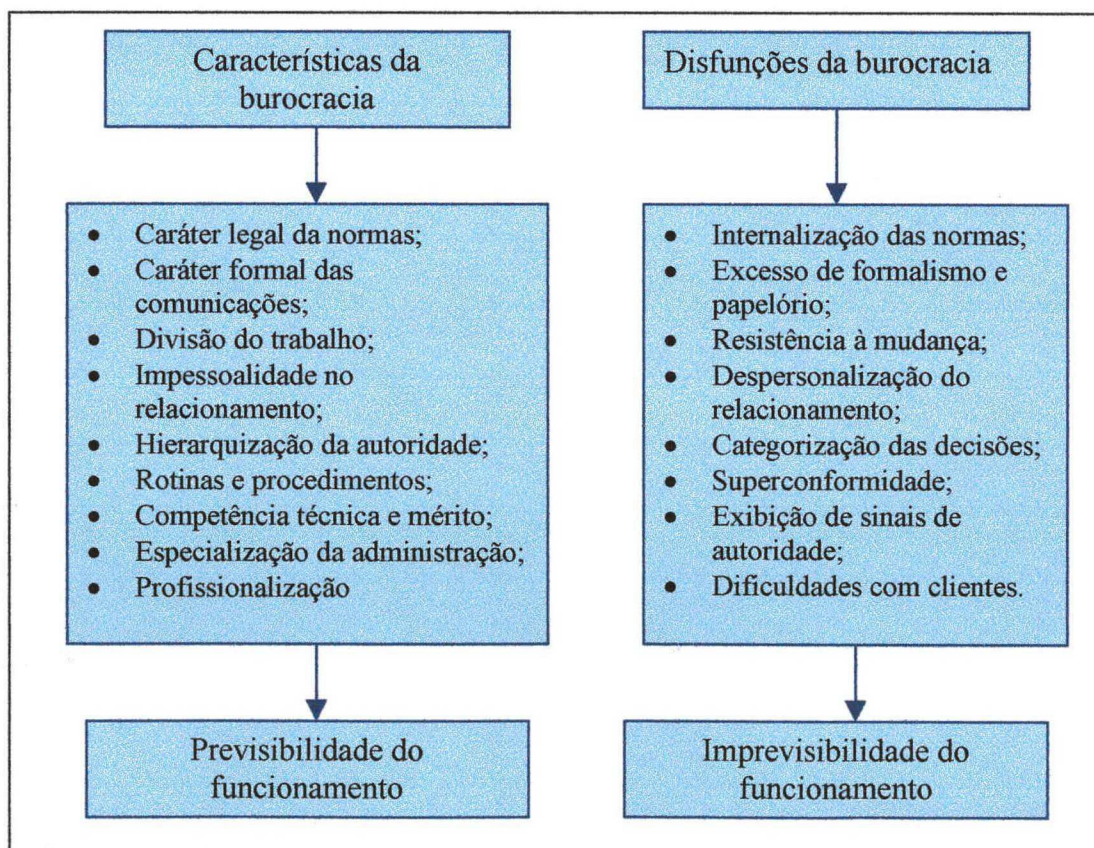 Características da
burocracia
Caráter legal da normas;
Caráter formal das
comunicações;
Divisão do trabalho;
Impessoalidade no
relacionamento;
Hierarquização da autoridade;
Rotinas e procedimentos;
Competência técnica e mérito;
Especialização da administração;
Profissionalização
Previsibilidade do
funcionamento
Disfunções da burocracia
Internalização das normas;
Excesso de formalismo e
papelório;
Resistência à mudança;
Despersonalização do
relacionamento;
Categorização das decisões;
Superconformidade;
Exibição de sinais de
autoridade;
Dificuldades com clientes.
Imprevisibilidade do
funcionamento